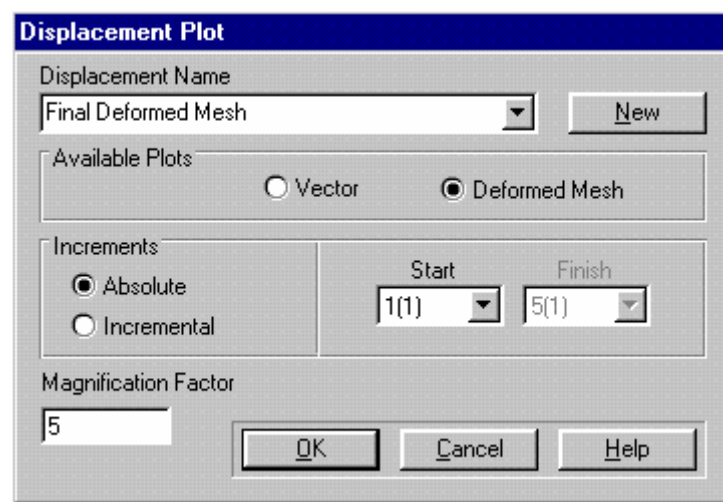 Displacement Plot
Displacement Name
Final Deformed Mesh
New
Available Plots
Vector
Deformed Mesh
Increments
Absolute
Incremental
Start
Finish
1(1)
5(1)
Magnification Factor
5
OK
Cancel
Help